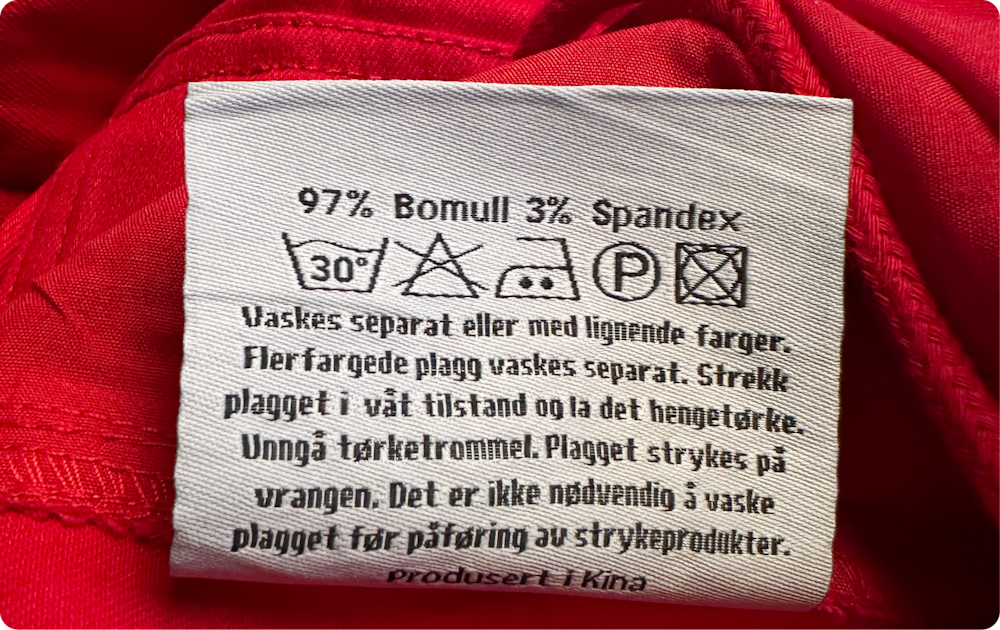 97% Bomull 3% Spandex
30° P
Vaskes separat eller med lignende farger.
Flerfargede plagg vaskes separat. Strekk
plagget i våt tilstand og la det hengetørke.
Unngå tørketrommel. Plagget strykes på
vrangen. Det er ikke nødvendig å vaske
plagget før påføring av strykeprodukter.
Produsert i Kina